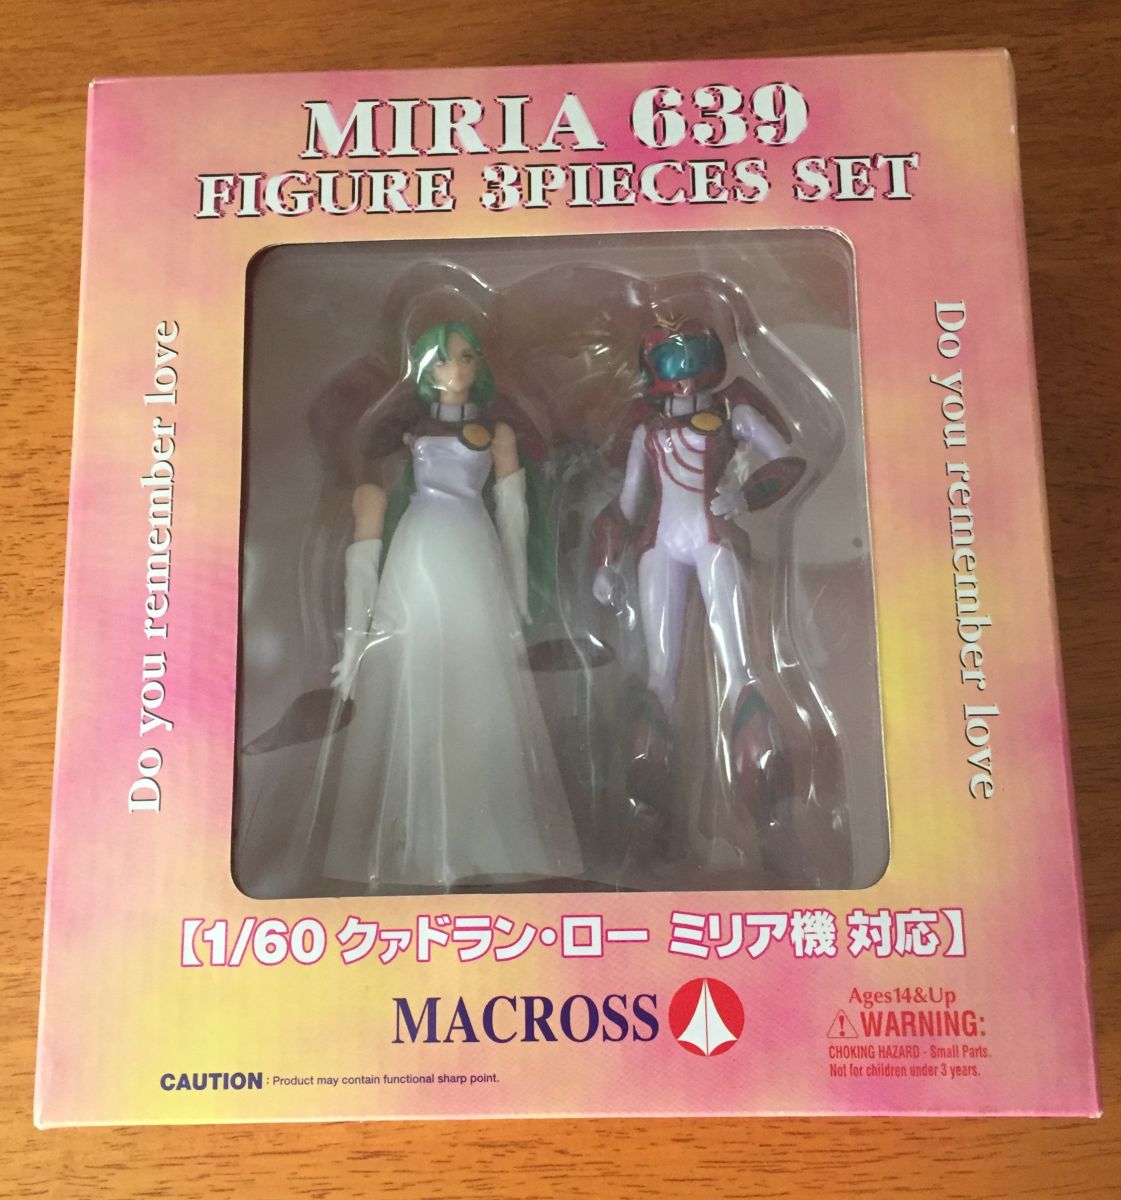 MIRIA 639
FIGURE 3PIECES SET
Do you remember love
Do you remember love
【1/60 クァドラン・ロー ミリア機 対応】
MACROSS
Ages14&Up
WARNING:
CHOKING HAZARD - Small Parts.
Not for children under 3 years.
CAUTION : Product may contain functional sharp point.